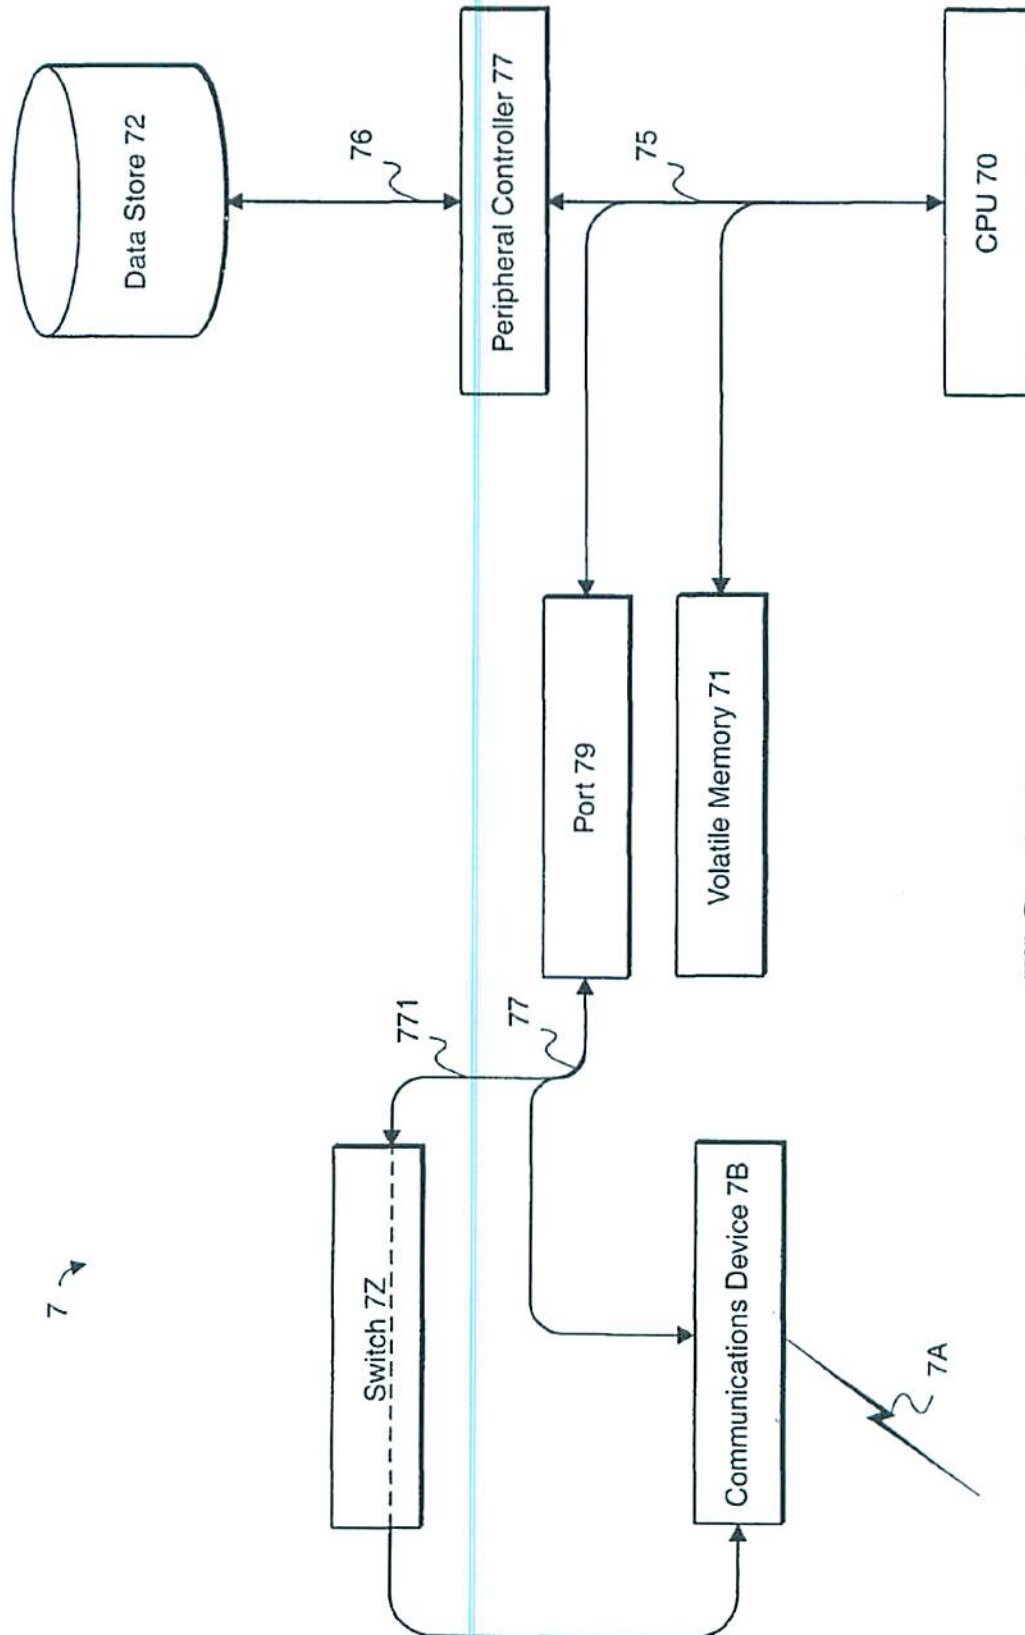 7
Switch 7Z
771
77
Communications Device 7B
7A
Port 79
Volatile Memory 71
Data Store 72
76
Peripheral Controller 77
75
CPU 70